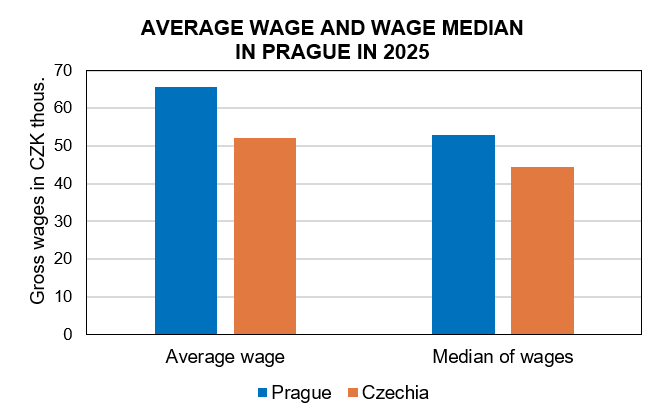 AVERAGE WAGE AND WAGE MEDIAN
IN PRAGUE IN 2025
Gross wages in CZK thous.
70
60
50
40
30
20
10
0
Average wage
Median of wages
Prague
Czechia